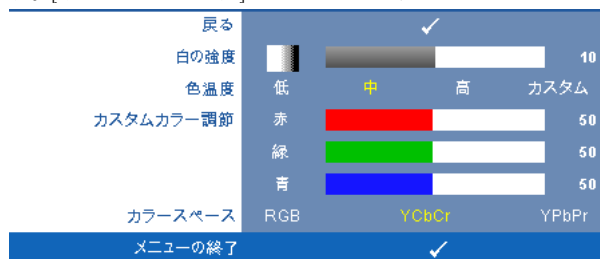 戻る ✓
白の強度 10
色温度 低 中 高 カスタム
カスタムカラー調節 赤 50
緑 50
青 50
カラースペース RGB YCbCr YPbPr
メニューの終了 ✓